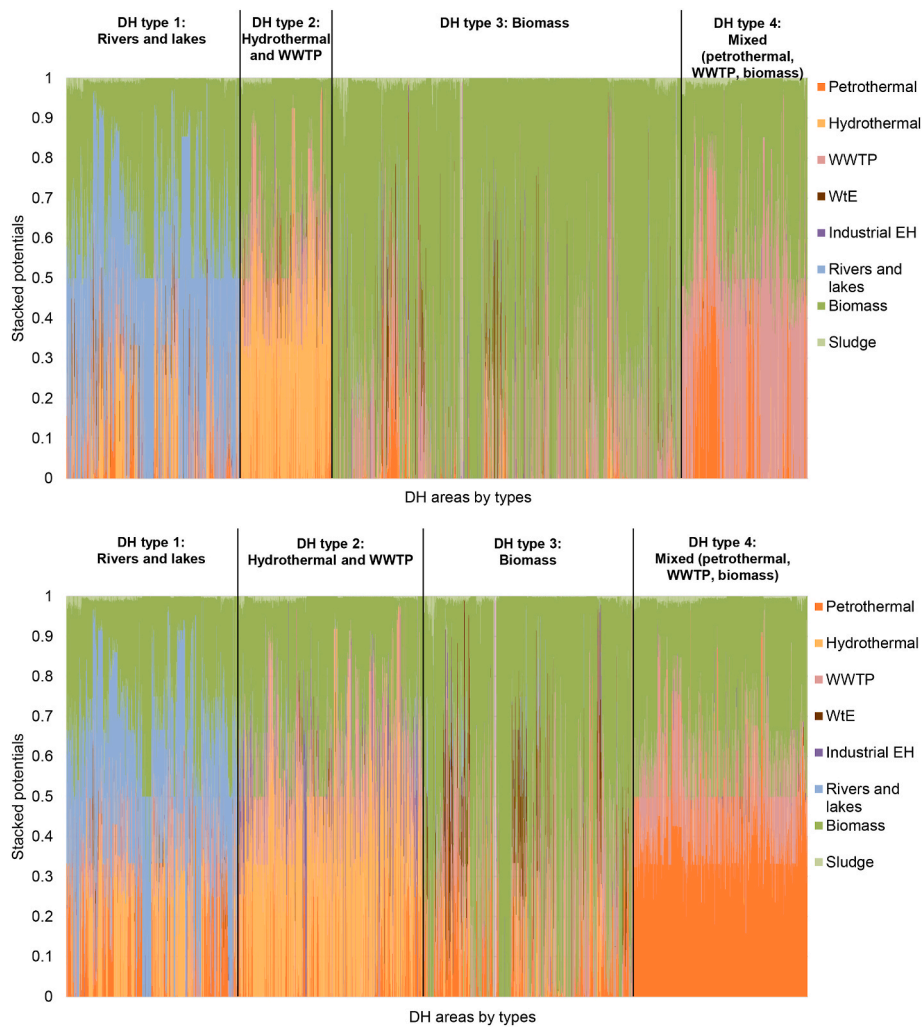 DH type 1:
Rivers and lakes
DH type 2:
Hydrothermal
and WWTP
DH type 3: Biomass
DH type 4:
Mixed
(petrothermal,
WWTP, biomass)
1
0.9
0.8
0.7
0.6
0.5
0.4
0.3
0.2
0.1
0
Stacked potentials
DH areas by types
Petrothermal
Hydrothermal
WWTP
WtE
Industrial EH
Rivers and
lakes
Biomass
Sludge
DH type 1:
Rivers and lakes
DH type 2:
Hydrothermal and WWTP
DH type 3:
Biomass
DH type 4:
Mixed (petrothermal,
WWTP, biomass)
1
0.9
0.8
0.7
0.6
0.5
0.4
0.3
0.2
0.1
0
Stacked potentials
DH areas by types
Petrothermal
Hydrothermal
WWTP
WtE
Industrial EH
Rivers and
lakes
Biomass
Sludge